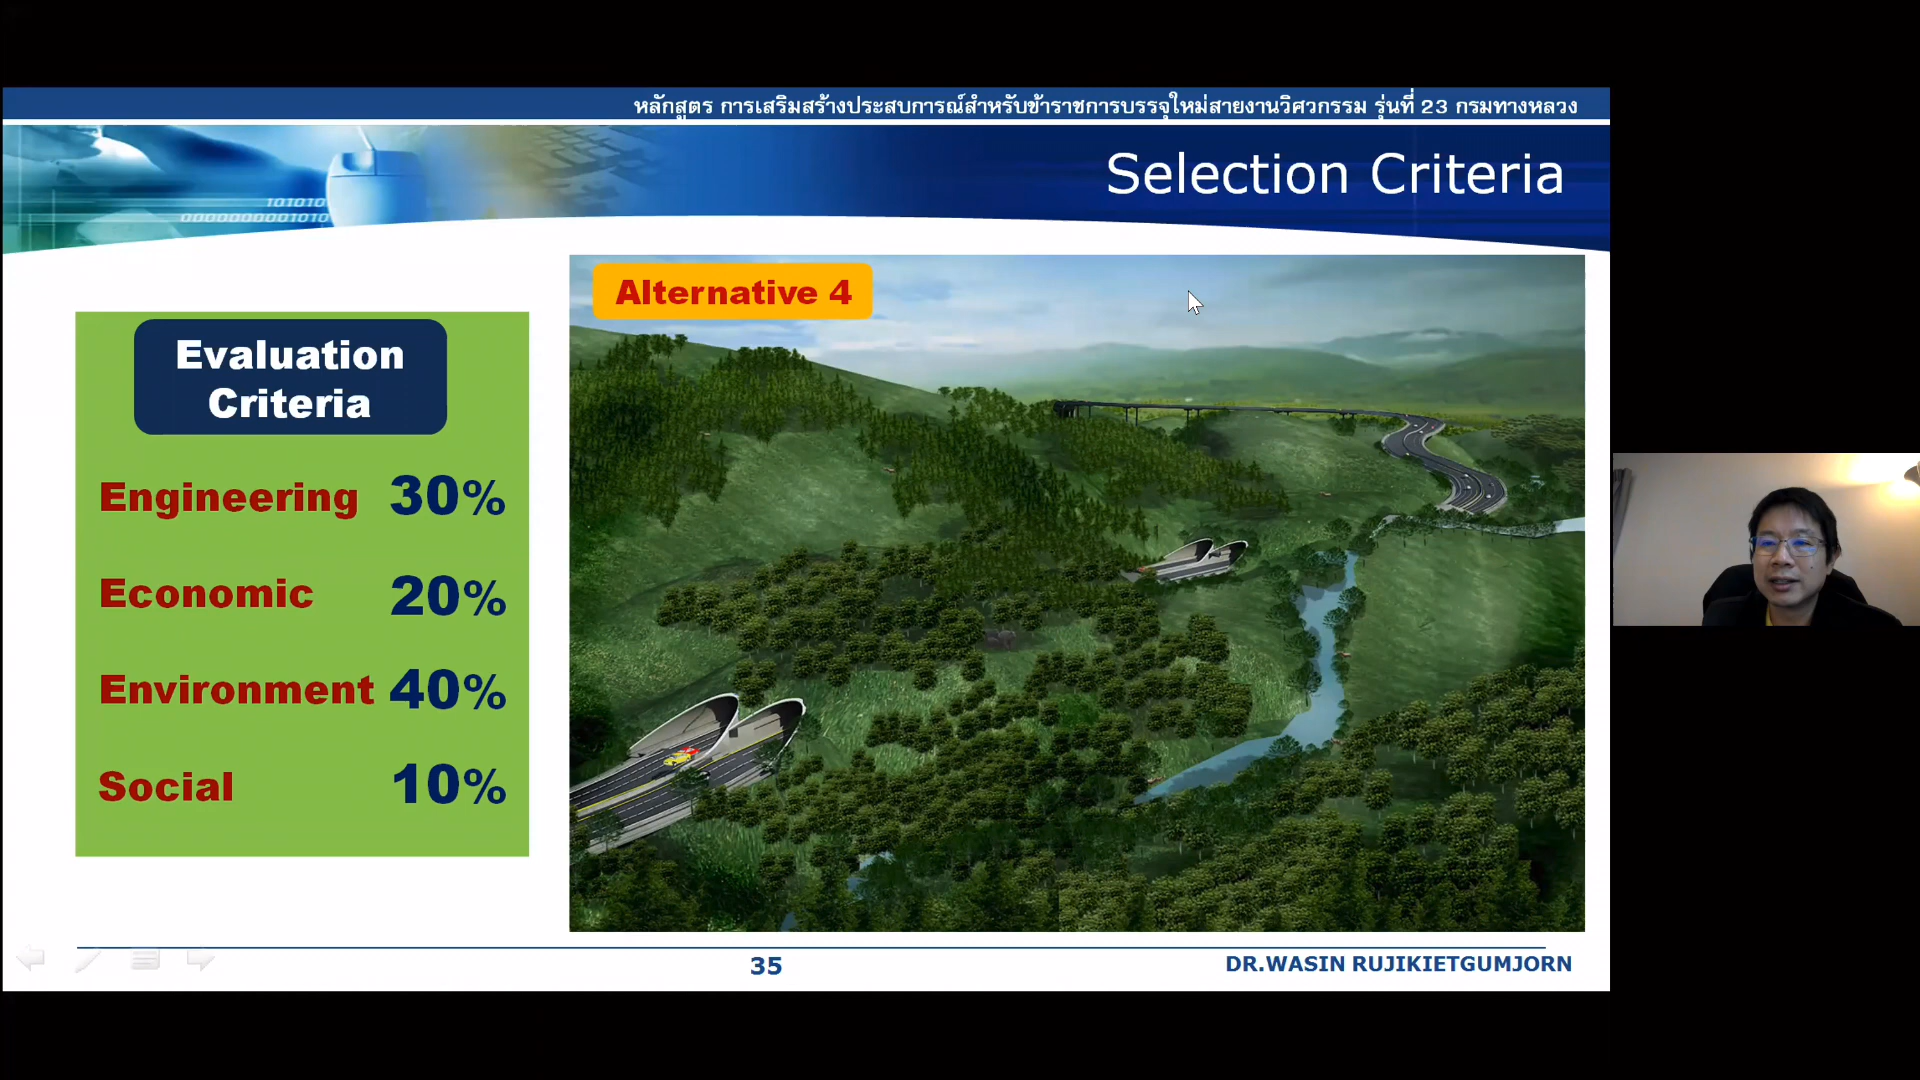 หลักสูตร การเสริมสร้างประสบการณ์สำหรับข้าราชการบรรจุใหม่สายงานวิศวกรรม รุ่นที่ 23 กรมทางหลวง
Selection Criteria
101010
0000000001010
Alternative 4
Evaluation
Criteria
Engineering 30%
Economic 20%
Environment 40%
Social 10%
35
DR.WASIN RUJIKIETGUMJORN